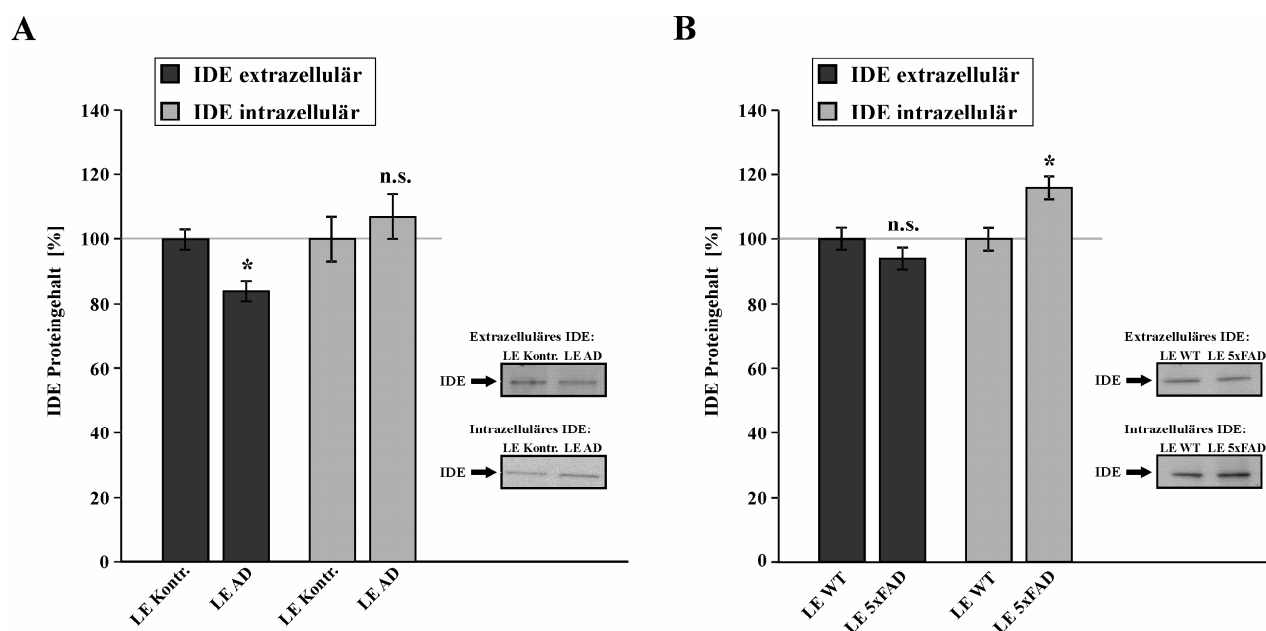 A
IDE extrazellulär
IDE intrazellulär
IDE Proteingehalt [%]
140
120
100
80
60
40
20
0
*
n.s.
LE Kontr.
LE AD
LE Kontr.
LE AD
Extrazelluläres IDE:
LE Kontr. LE AD
IDE
Intrazelluläres IDE:
LE Kontr. LE AD
IDE
B
IDE extrazellulär
IDE intrazellulär
IDE Proteingehalt [%]
140
120
100
80
60
40
20
0
n.s.
*
LE WT
LE 5xFAD
LE WT
LE 5xFAD
Extrazelluläres IDE:
LE WT LE 5xFAD
IDE
Intrazelluläres IDE:
LE WT LE 5xFAD
IDE